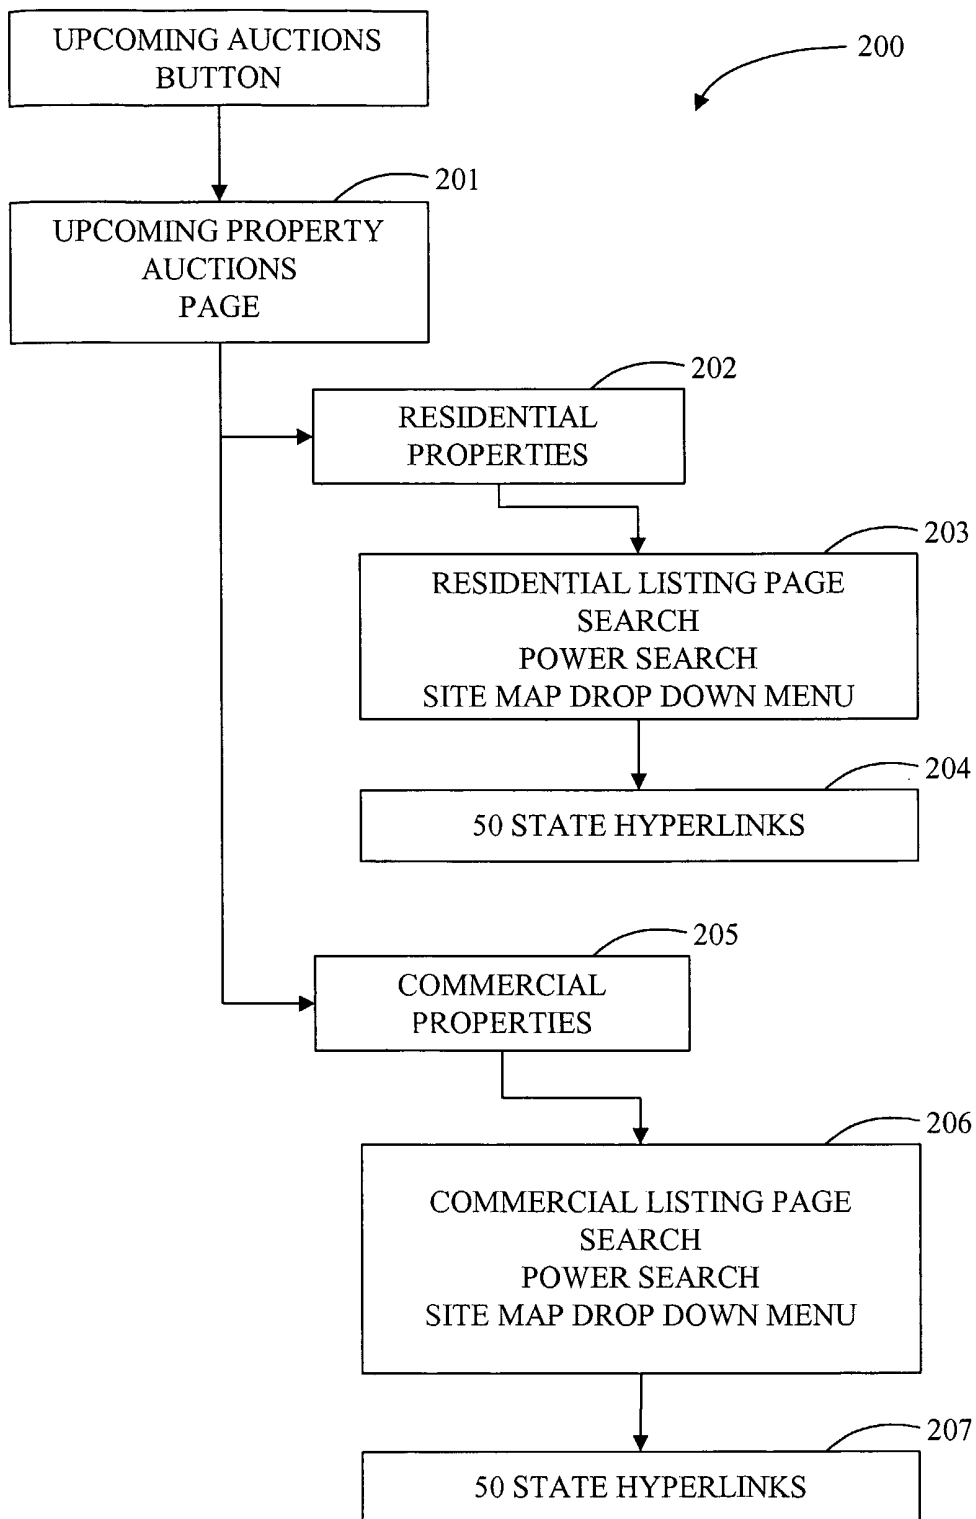 UPCOMING AUCTIONS
BUTTON
200
201
UPCOMING PROPERTY
AUCTIONS
PAGE
202
RESIDENTIAL
PROPERTIES
203
RESIDENTIAL LISTING PAGE
SEARCH
POWER SEARCH
SITE MAP DROP DOWN MENU
204
50 STATE HYPERLINKS
205
COMMERCIAL
PROPERTIES
206
COMMERCIAL LISTING PAGE
SEARCH
POWER SEARCH
SITE MAP DROP DOWN MENU
207
50 STATE HYPERLINKS